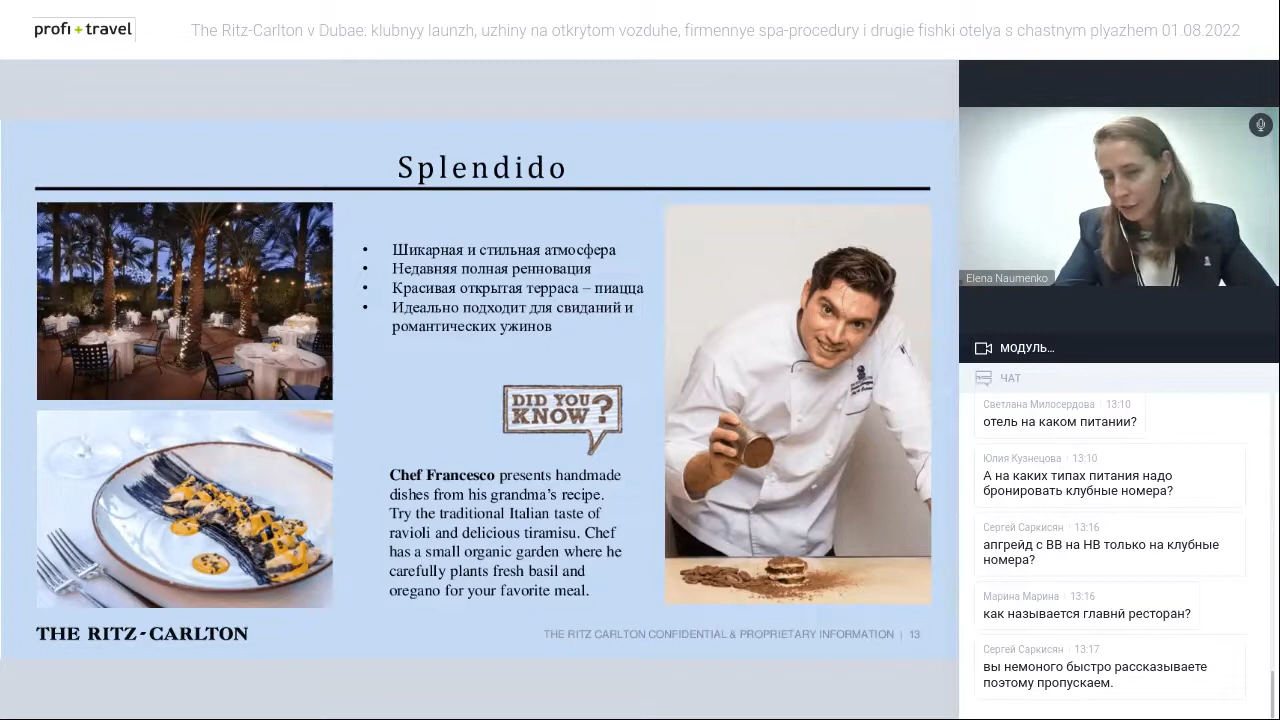 profi + travel
The Ritz-Carlton v Dubae: klubnyy launzh, uzhiny na otkrytom vozduhe, firmennye spa-procedury i drugie fishki otelya s chastnym plyazhem 01.08.2022
Splendido
• Шикарная и стильная атмосфера
• Недавняя полная ренновация
• Красивая открытая терраса – пиацца
• Идеально подходит для свиданий и
романтических ужинов
DID YOU
KNOW?
Chef Francesco presents handmade
dishes from his grandma's recipe.
Try the traditional Italian taste of
ravioli and delicious tiramisu. Chef
has a small organic garden where he
carefully plants fresh basil and
oregano for your favorite meal.
THE RITZ-CARLTON
THE RITZ CARLTON CONFIDENTIAL & PROPRIETARY INFORMATION | 13
Elena Naumenko
МОДУЛЬ...
ЧАТ
Светлана Милосердова 13:10
отель на каком питании?
Юлия Кузнецова 13:10
А на каких типах питания надо
бронировать клубные номера?
Сергей Саркисян 13:16
апгрейд с BB на HB только на клубные
номера?
Марина Марина 13:16
как называется главнй ресторан?
Сергей Саркисян 13:17
вы немоного быстро рассказываете
поэтому пропускаем.